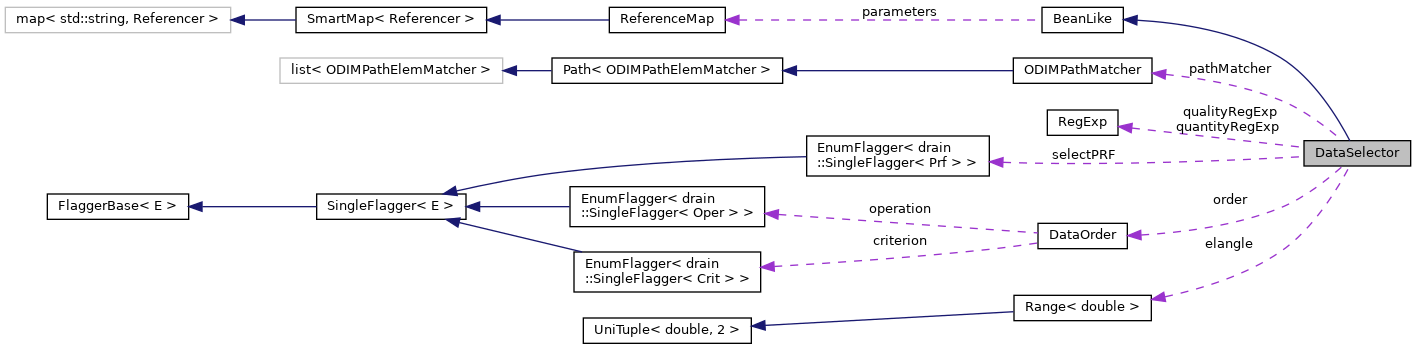 map< std::string, Referencer >
SmartMap< Referencer >
ReferenceMap
parameters
BeanLike
list< ODIMPathElemMatcher >
Path< ODIMPathElemMatcher >
ODIMPathMatcher
pathMatcher
RegExp
qualityRegExp
quantityRegExp
DataSelector
EnumFlagger< drain
::SingleFlagger< Prf > >
selectPRF
FlaggerBase< E >
SingleFlagger< E >
EnumFlagger< drain
::SingleFlagger< Oper > >
operation
order
DataOrder
criterion
elangle
EnumFlagger< drain
::SingleFlagger< Crit > >
Range< double >
UniTuple< double, 2 >